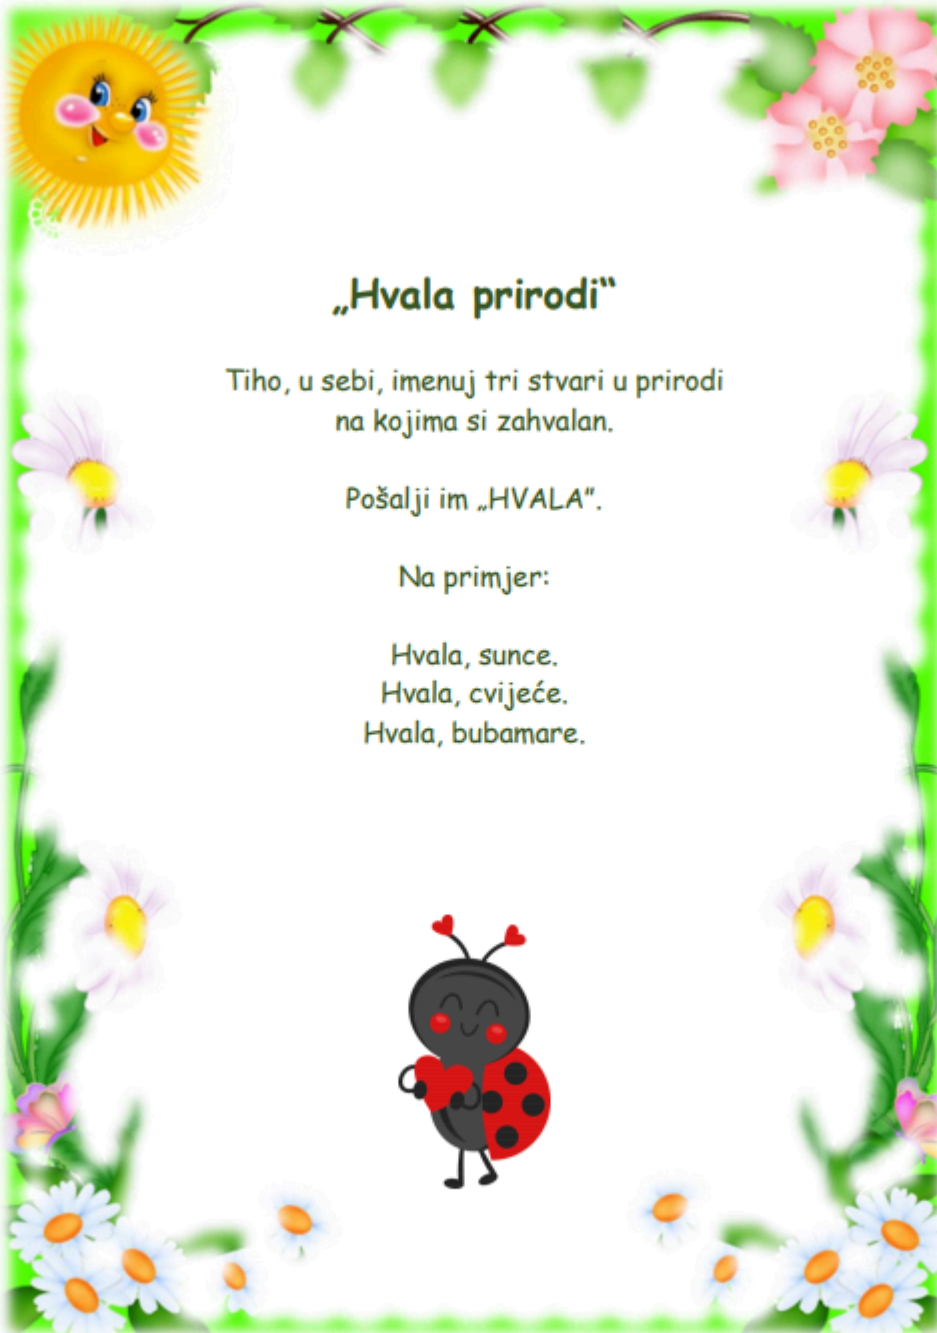 „Hvala prirodi“
Tiho, u sebi, imenuj tri stvari u prirodi
na kojima si zahvalan.
Pošalji im „HVALA”.
Na primjer:
Hvala, sunce.
Hvala, cvijeće.
Hvala, bubamare.